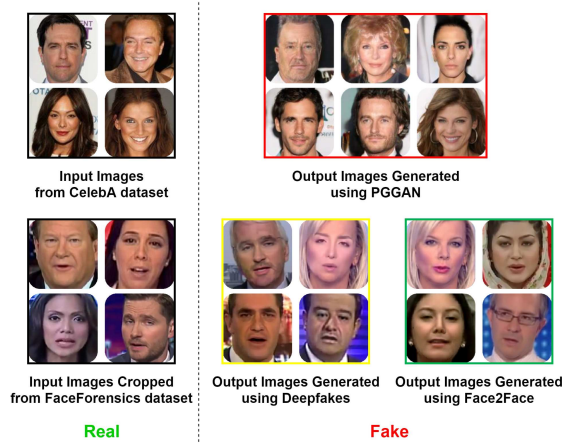 Input Images
from CelebA dataset
Output Images Generated
using PGGAN
Input Images Cropped
from FaceForensics dataset
Output Images Generated
using Deepfakes
Output Images Generated
using Face2Face
Real
Fake